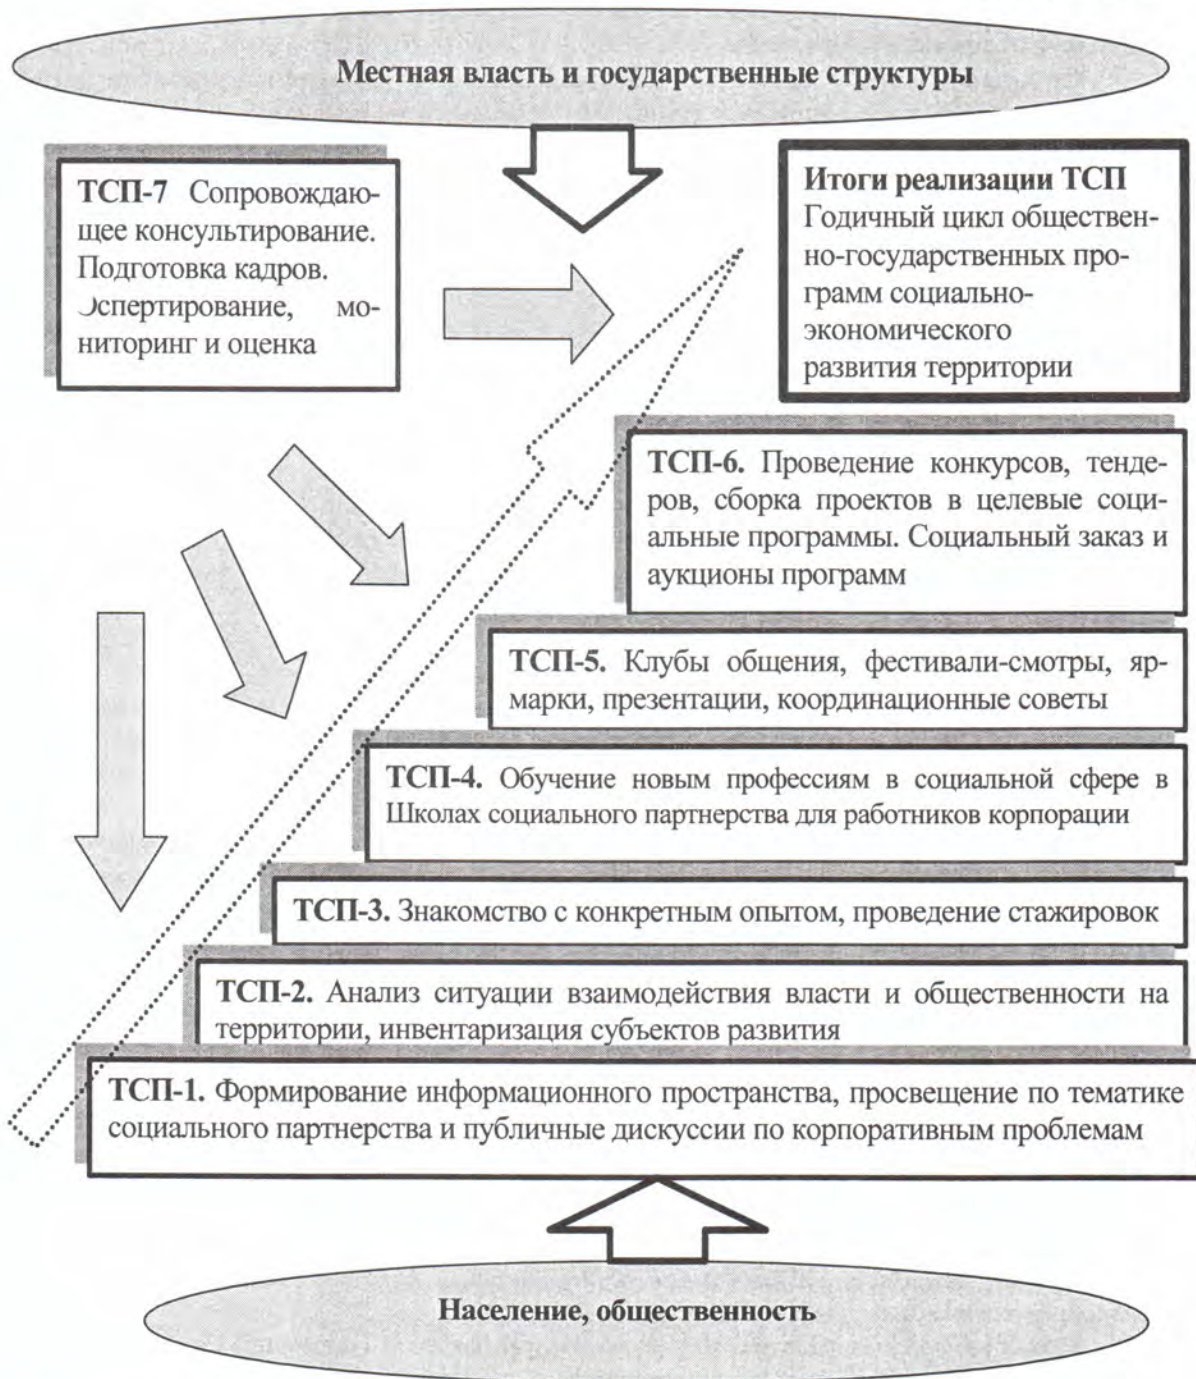 Местная власть и государственные структуры
ТСП-7 Сопровождаю-
щее консультирование.
Подготовка кадров.
Эспертирование, мо-
ниторинг и оценка
Итоги реализации ТСП
Годичный цикл обществен-
но-государственных про-
грамм социально-
экономического
развития территории
ТСП-6. Проведение конкурсов, тенде-
ров, сборка проектов в целевые соци-
альные программы. Социальный заказ и
аукционы программ
ТСП-5. Клубы общения, фестивали-смотры, яр-
марки, презентации, координационные советы
ТСП-4. Обучение новым профессиям в социальной сфере в
Школах социального партнерства для работников корпорации
ТСП-3. Знакомство с конкретным опытом, проведение стажировок
ТСП-2. Анализ ситуации взаимодействия власти и общественности на
территории, инвентаризация субъектов развития
ТСП-1. Формирование информационного пространства, просвещение по тематике
социального партнерства и публичные дискуссии по корпоративным проблемам
Население, общественность